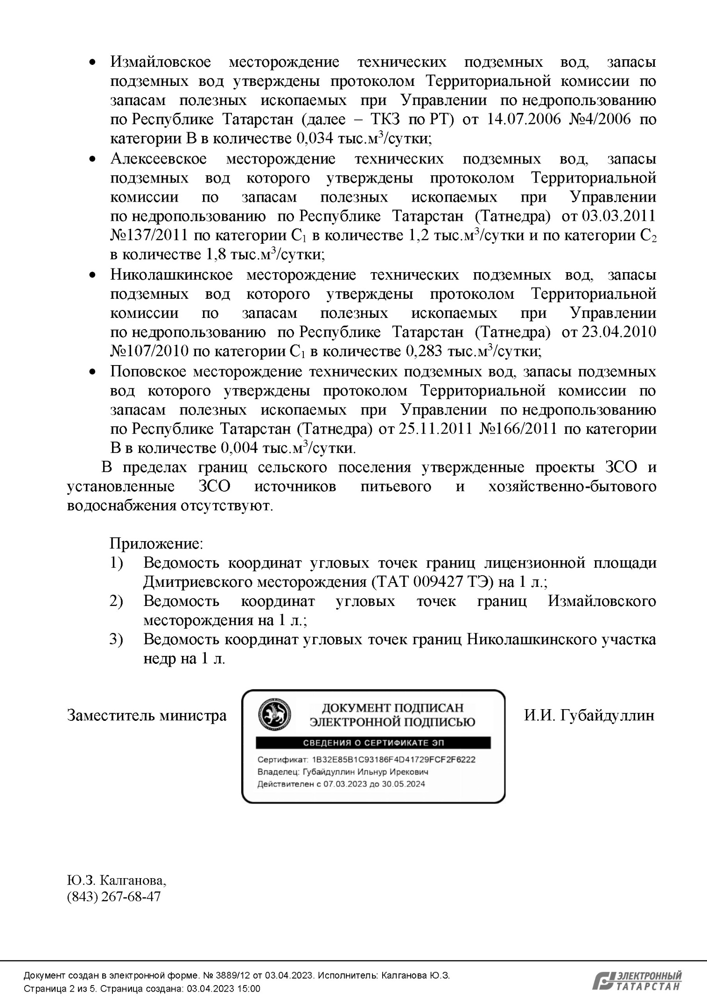 • Измайловское месторождение технических подземных вод, запасы
подземных вод утверждены протоколом Территориальной комиссии по
запасам полезных ископаемых при Управлении по недропользованию
по Республике Татарстан (далее – ТКЗ по РТ) от 14.07.2006 №4/2006 по
категории В в количестве 0,034 тыс.м³/сутки;
• Алексеевское месторождение технических подземных вод, запасы
подземных вод которого утверждены протоколом Территориальной
комиссии по запасам полезных ископаемых при Управлении
по недропользованию по Республике Татарстан (Татнедра) от 03.03.2011
№137/2011 по категории С₁ в количестве 1,2 тыс.м³/сутки и по категории С₂
в количестве 1,8 тыс.м³/сутки;
• Николашкинское месторождение технических подземных вод, запасы
подземных вод которого утверждены протоколом Территориальной
комиссии по запасам полезных ископаемых при Управлении
по недропользованию по Республике Татарстан (Татнедра) от 23.04.2010
№107/2010 по категории С₁ в количестве 0,283 тыс.м³/сутки;
• Поповское месторождение технических подземных вод, запасы подземных
вод которого утверждены протоколом Территориальной комиссии по
запасам полезных ископаемых при Управлении по недропользованию
по Республике Татарстан (Татнедра) от 25.11.2011 №166/2011 по категории
В в количестве 0,004 тыс.м³/сутки.
В пределах границ сельского поселения утвержденные проекты ЗСО и
установленные ЗСО источников питьевого и хозяйственно-бытового
водоснабжения отсутствуют.
Приложение:
1) Ведомость координат угловых точек границ лицензионной площади
Дмитриевского месторождения (ТАТ 009427 ТЭ) на 1 л.;
2) Ведомость координат угловых точек границ Измайловского
месторождения на 1 л.;
3) Ведомость координат угловых точек границ Николашкинского участка
недр на 1 л.
Заместитель министра
ДОКУМЕНТ ПОДПИСАН
ЭЛЕКТРОННОЙ ПОДПИСЬЮ
СВЕДЕНИЯ О СЕРТИФИКАТЕ ЭП
Сертификат: 1B32E85B1C93186F4D41729FCF2F6222
Владелец: Губайдуллин Ильнур Ирекович
Действителен с 07.03.2023 до 30.05.2024
И.И. Губайдуллин
Ю.З. Калганова,
(843) 267-68-47
Документ создан в электронной форме. № 3889/12 от 03.04.2023. Исполнитель: Калганова Ю.З.
Страница 2 из 5. Страница создана: 03.04.2023 15:00
ЭЛЕКТРОННЫЙ
ТАТАРСТАН